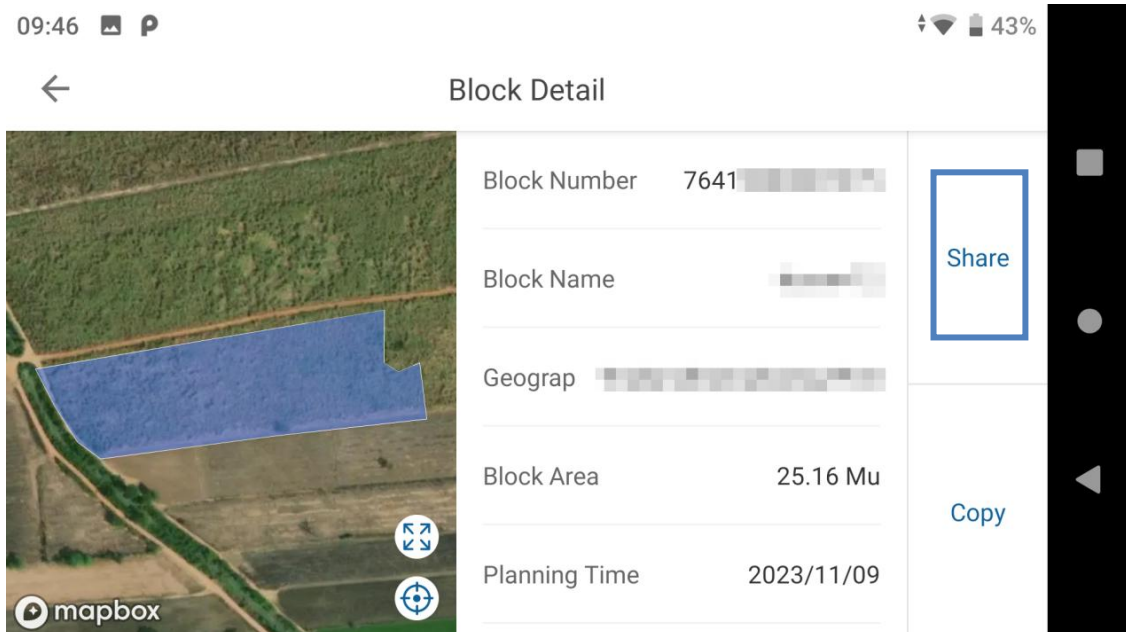 09:46
43%
Block Detail
Block Number 7641
Block Name
Geograp
Block Area 25.16 Mu
Planning Time 2023/11/09
Share
Copy
mapbox